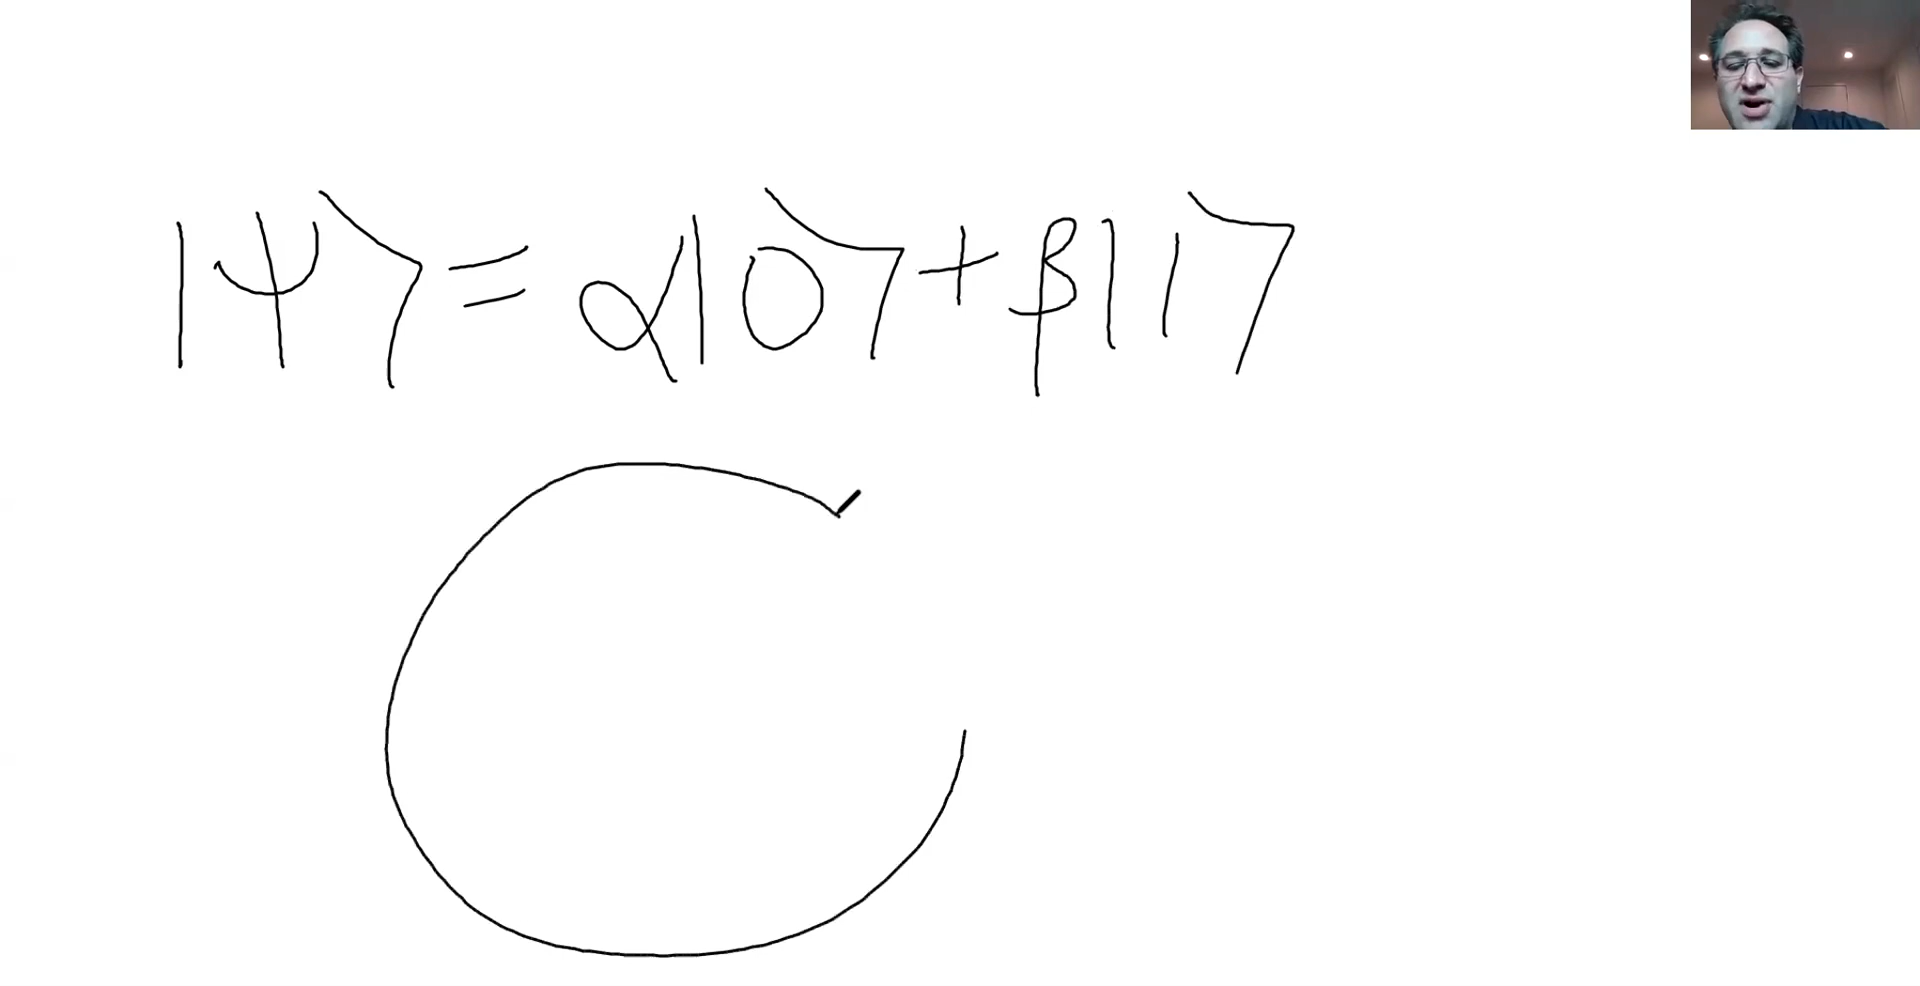 |ψ⟩ = α|0⟩ + β|1⟩